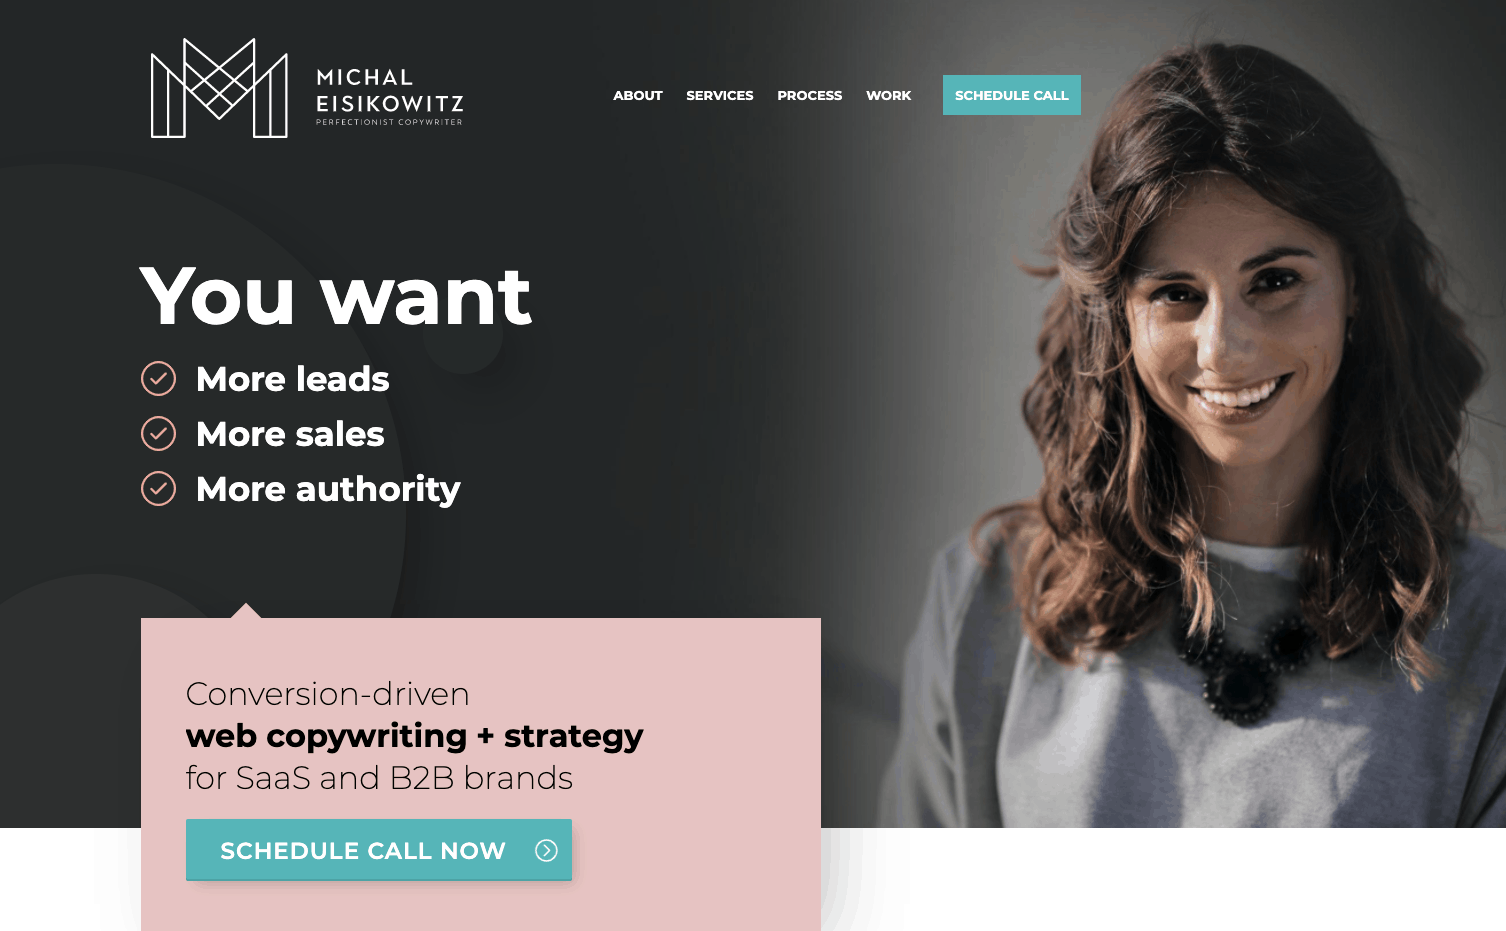 MICHAL
EISIKOWITZ
PERFECTIONIST COPYWRITER
ABOUT SERVICES PROCESS WORK SCHEDULE CALL
You want
More leads
More sales
More authority
Conversion-driven
web copywriting + strategy
for SaaS and B2B brands
SCHEDULE CALL NOW